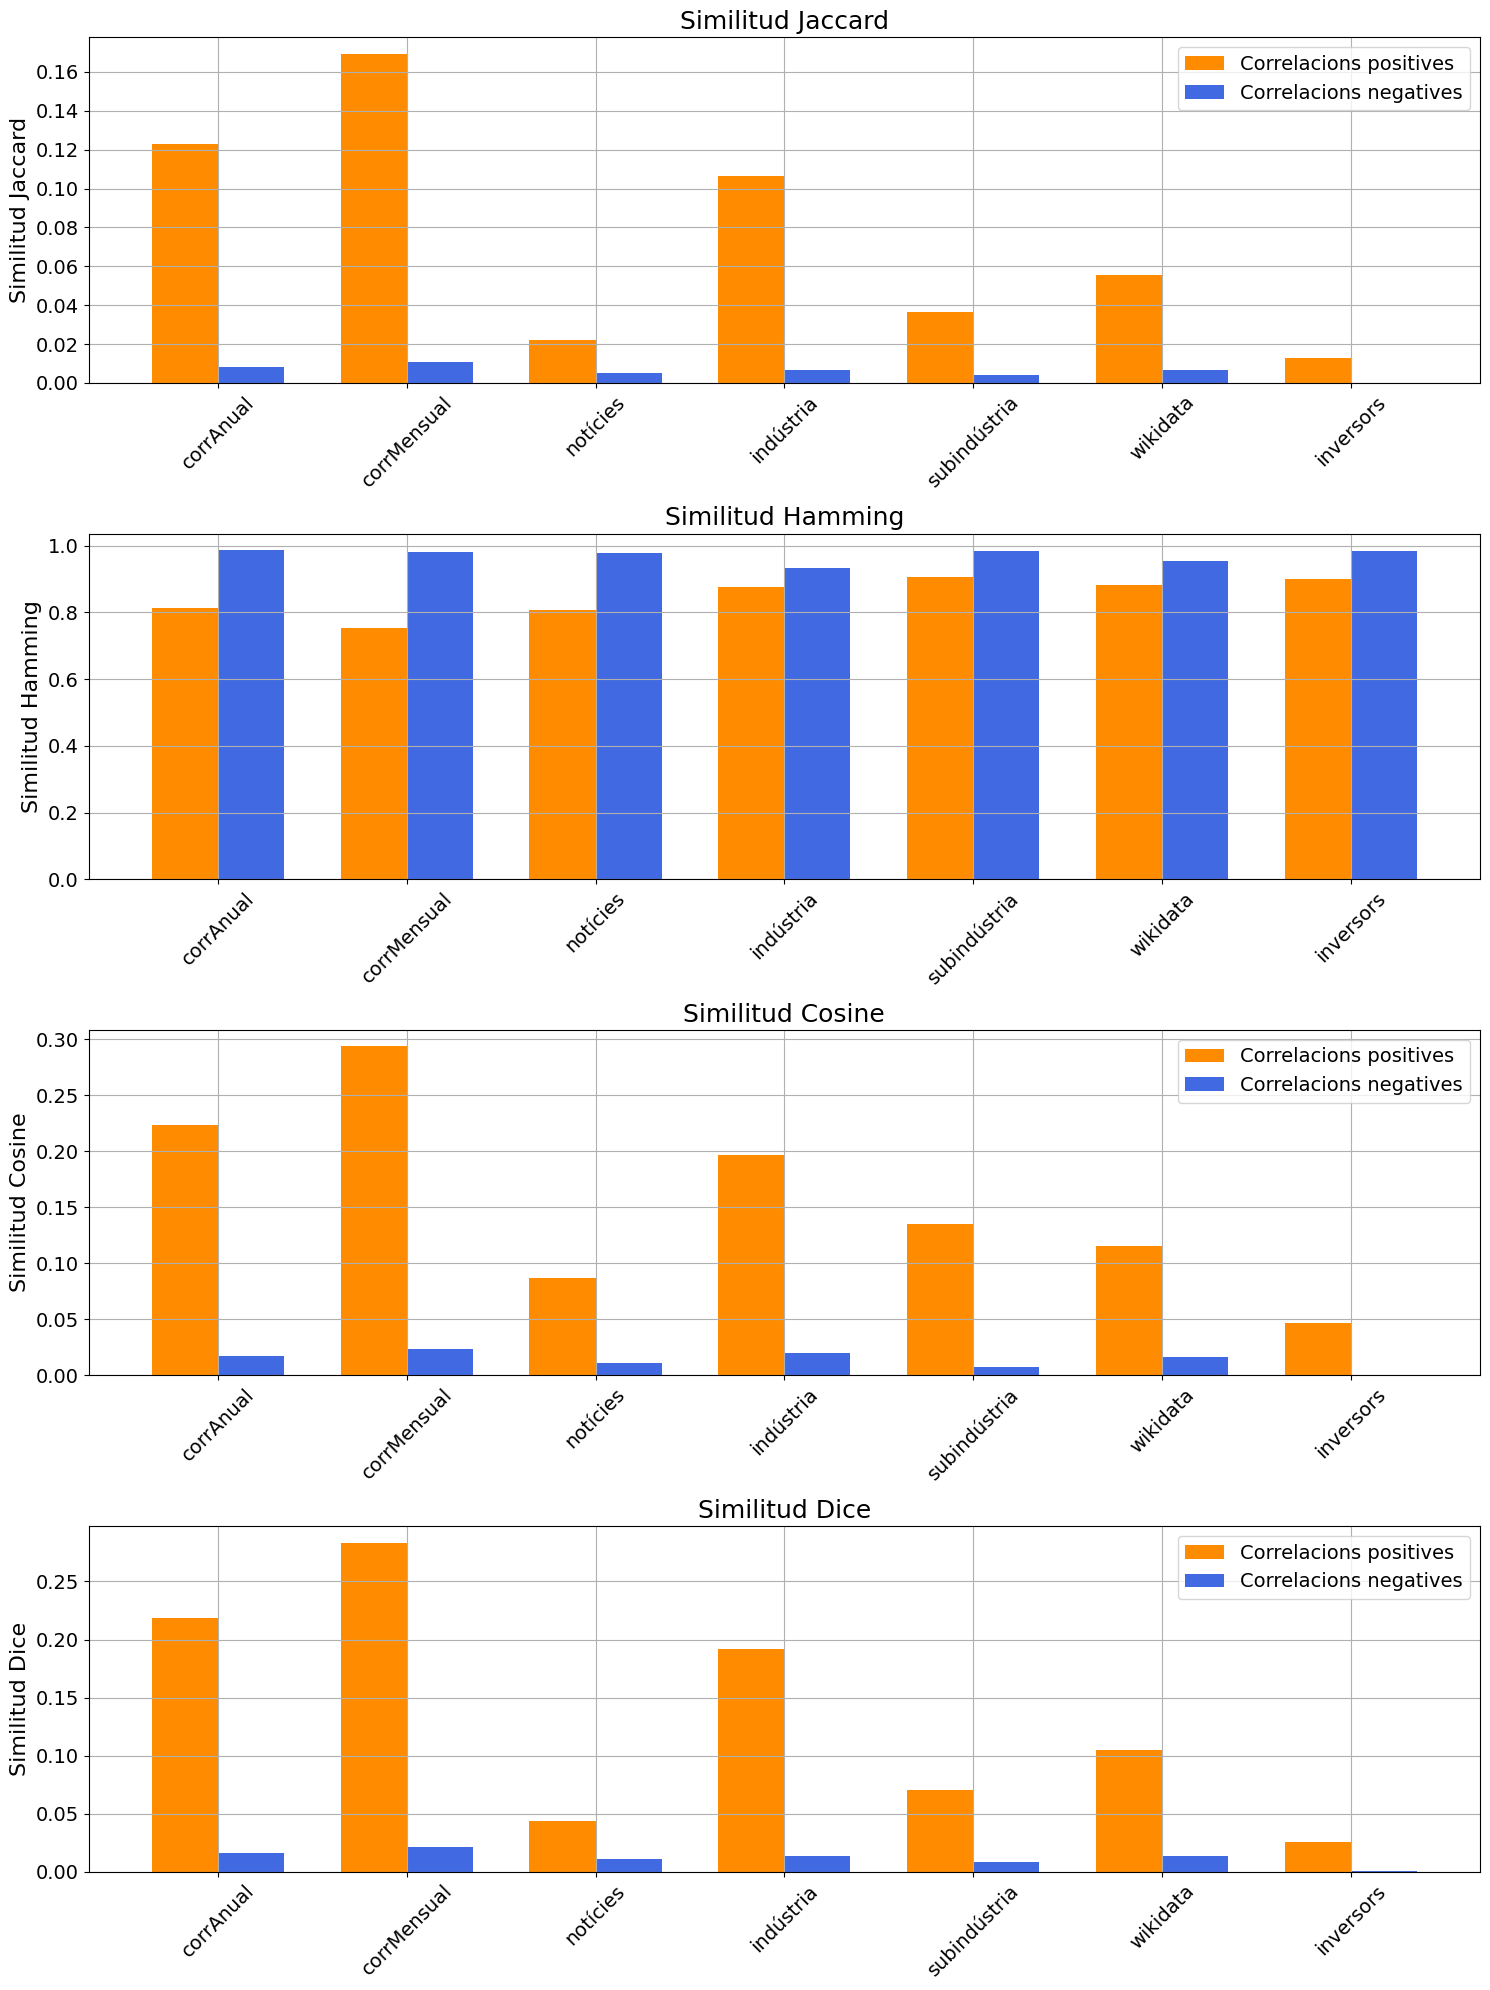 Similitud Jaccard
Similitud Jaccard
0.16
0.14
0.12
0.10
0.08
0.06
0.04
0.02
0.00
Correlacions positives
Correlacions negatives
corrAnual
corrMensual
notícies
indústria
subindústria
wikidata
inversors
Similitud Hamming
Similitud Hamming
1.0
0.8
0.6
0.4
0.2
0.0
corrAnual
corrMensual
notícies
indústria
subindústria
wikidata
inversors
Similitud Cosine
Similitud Cosine
0.30
0.25
0.20
0.15
0.10
0.05
0.00
Correlacions positives
Correlacions negatives
corrAnual
corrMensual
notícies
indústria
subindústria
wikidata
inversors
Similitud Dice
Similitud Dice
0.25
0.20
0.15
0.10
0.05
0.00
Correlacions positives
Correlacions negatives
corrAnual
corrMensual
notícies
indústria
subindústria
wikidata
inversors